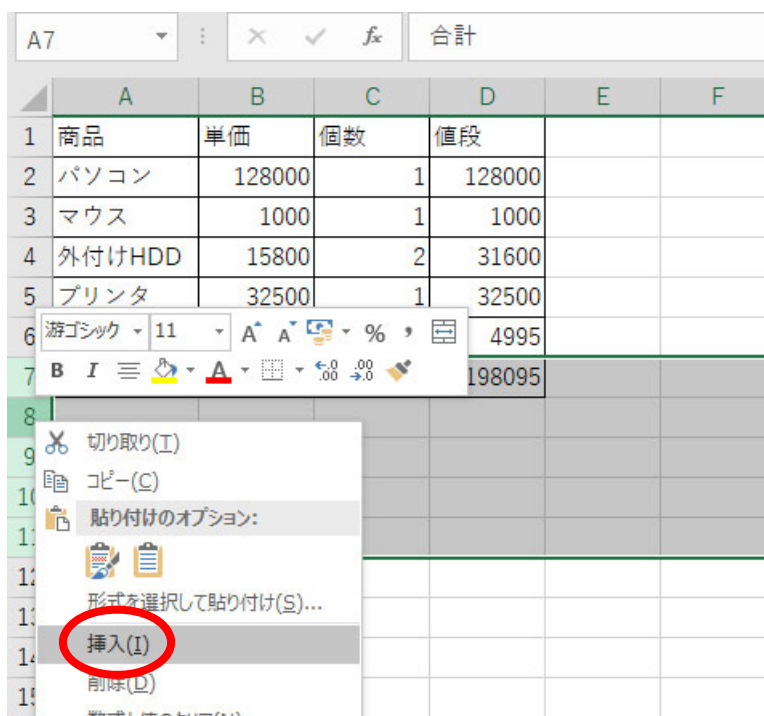 A7 fx 合計
A B C D E F
1 商品 単価 個数 値段
2 パソコン 128000 1 128000
3 マウス 1000 1 1000
4 外付けHDD 15800 2 31600
5 プリンタ 32500 1 32500
6 游ゴシック 11 A A % , 4995
7 B I A 198095
8
9 切り取り(T)
コピー(C)
貼り付けのオプション:
形式を選択して貼り付け(S)...
挿入(I)
削除(D)